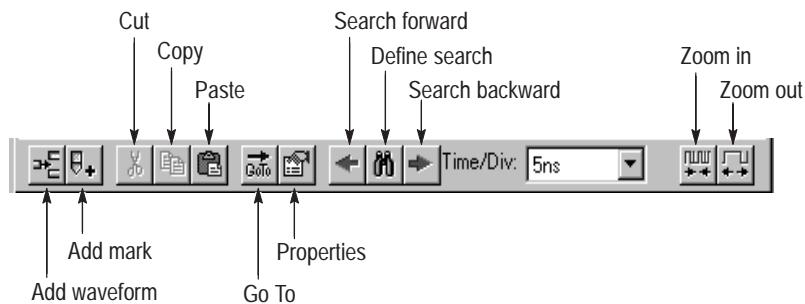 Cut
Search forward
Copy
Define search
Zoom in
Paste
Search backward
Zoom out
GoTo
Time/Div:
5ns
Add mark
Properties
Add waveform
Go To